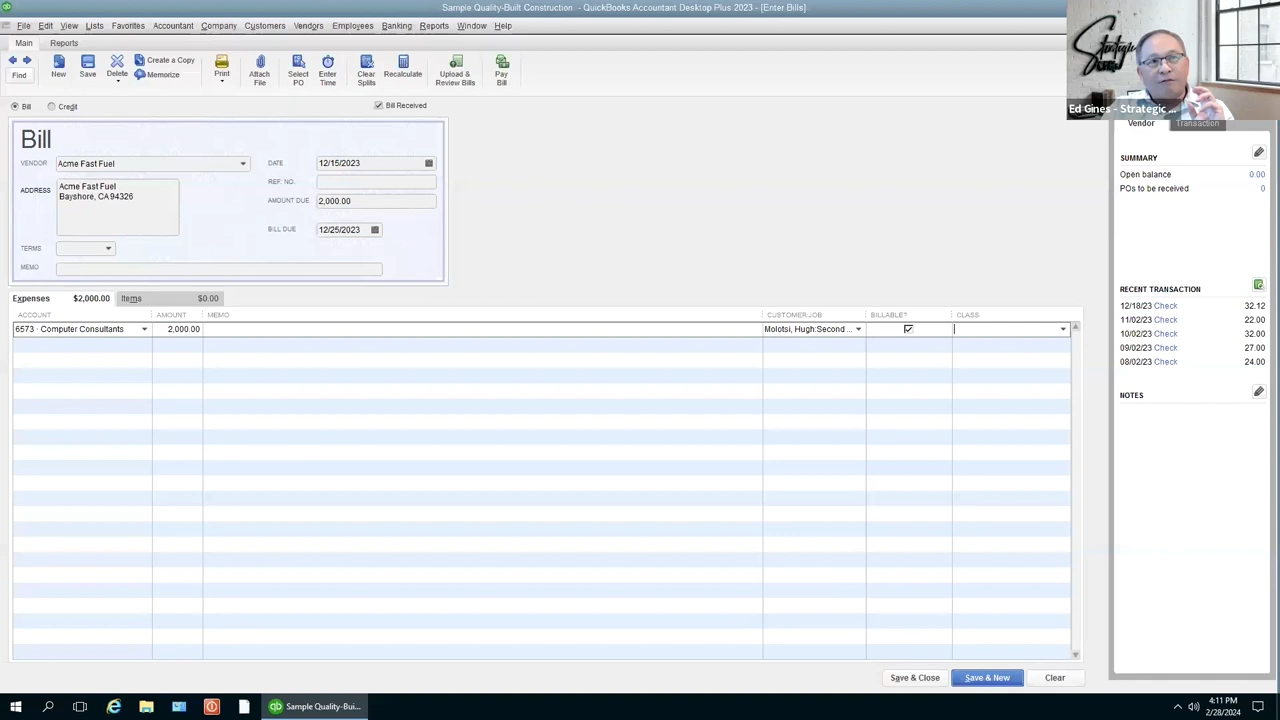 Sample Quality-Built Construction - QuickBooks Accountant Desktop Plus 2023 - [Enter Bills]
File Edit View Lists Favorites Accountant Company Customers Vendors Employees Banking Reports Window Help
Main Reports
Find New Save Delete Create a Copy Memorize Print Attach File Select PO Enter Time Clear Splits Recalculate Upload & Review Bills Pay Bill
Bill Credit Bill Received
Ed Gines - Strategic ...
Vendor Transaction
Bill
VENDOR Acme Fast Fuel
ADDRESS Acme Fast Fuel
Bayshore, CA 94326
TERMS
MEMO
DATE 12/15/2023
REF. NO.
AMOUNT DUE 2,000.00
BILL DUE 12/25/2023
Expenses $2,000.00 Items $0.00
ACCOUNT AMOUNT MEMO CUSTOMER:JOB BILLABLE? CLASS
6573 · Computer Consultants 2,000.00 Molotsi, Hugh:Second ...
SUMMARY
Open balance 0.00
POs to be received 0
RECENT TRANSACTION
12/18/23 Check 32.12
11/02/23 Check 22.00
10/02/23 Check 32.00
09/02/23 Check 27.00
08/02/23 Check 24.00
NOTES
Save & Close Save & New Clear
Sample Quality-Bui...
4:11 PM
2/28/2024